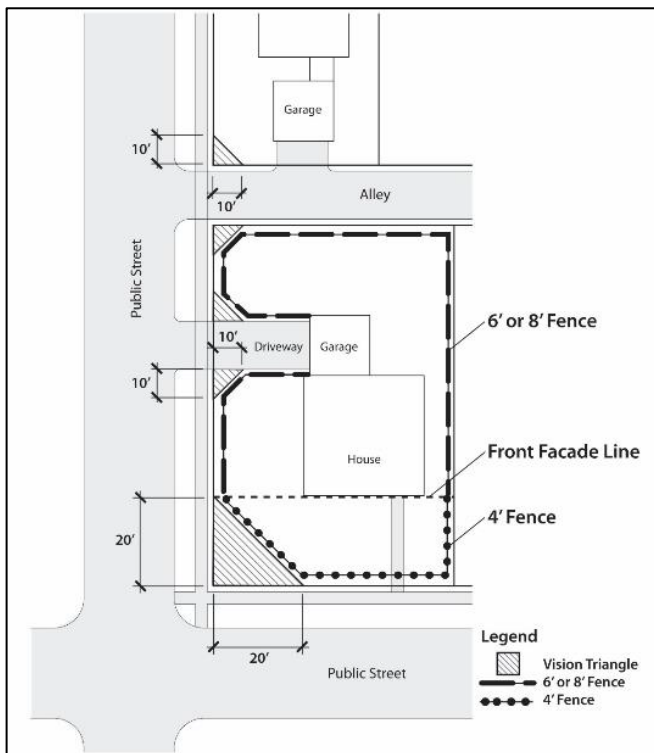 Garage
10'
10'
Alley
Public Street
6' or 8' Fence
10'
Driveway
Garage
10'
House
Front Facade Line
4' Fence
20'
20'
Public Street
Legend
Vision Triangle
6' or 8' Fence
4' Fence